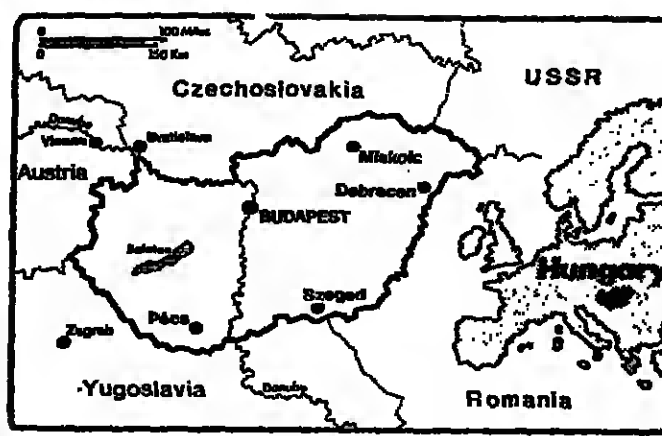 0 100 Miles
0 150 Km
Czechoslovakia
USSR
Danube
Vienna
Bratislava
Austria
Miskolc
Debrecen
BUDAPEST
Balaton
Hungary
Szeged
Pécs
Zagreb
Yugoslavia
Danube
Romania